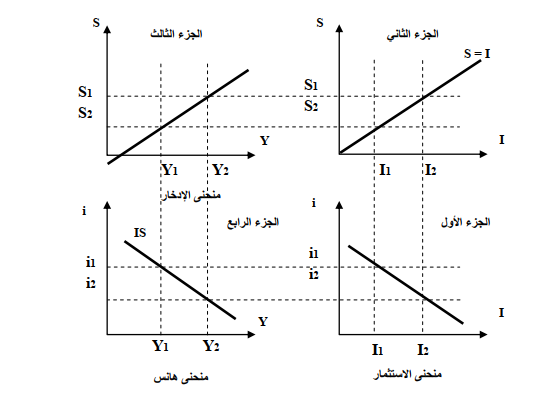 S
الجزء الثالث
S1
S2
Y
Y1
Y2
منحنى الإدخار
S
الجزء الثاني
S = I
S1
S2
I
I1
I2
i
الجزء الرابع
IS
i1
i2
Y
Y1
Y2
منحنى هانس
i
الجزء الأول
i1
i2
I
I1
I2
منحنى الاستثمار